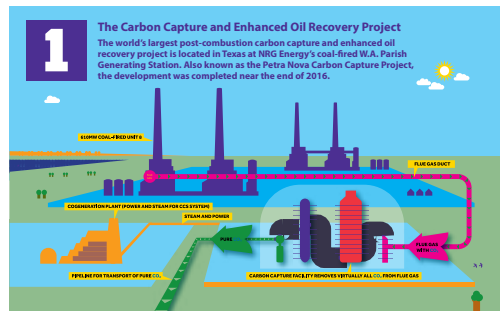 1
The Carbon Capture and Enhanced Oil Recovery Project
The world's largest post-combustion carbon capture and enhanced oil
recovery project is located in Texas at NRG Energy's coal-fired W.A. Parish
Generating Station. Also known as the Petra Nova Carbon Capture Project,
the development was completed near the end of 2016.
610MW COAL-FIRED UNIT 8
FLUE GAS DUCT
COGENERATION PLANT (POWER AND STEAM FOR CCS SYSTEM)
STEAM AND POWER
PURE
FLUE GAS
PIPELINE FOR TRANSPORT OF PURE CO₂
CARBON CAPTURE FACILITY REMOVES VIRTUALLY ALL CO₂ FROM FLUE GAS